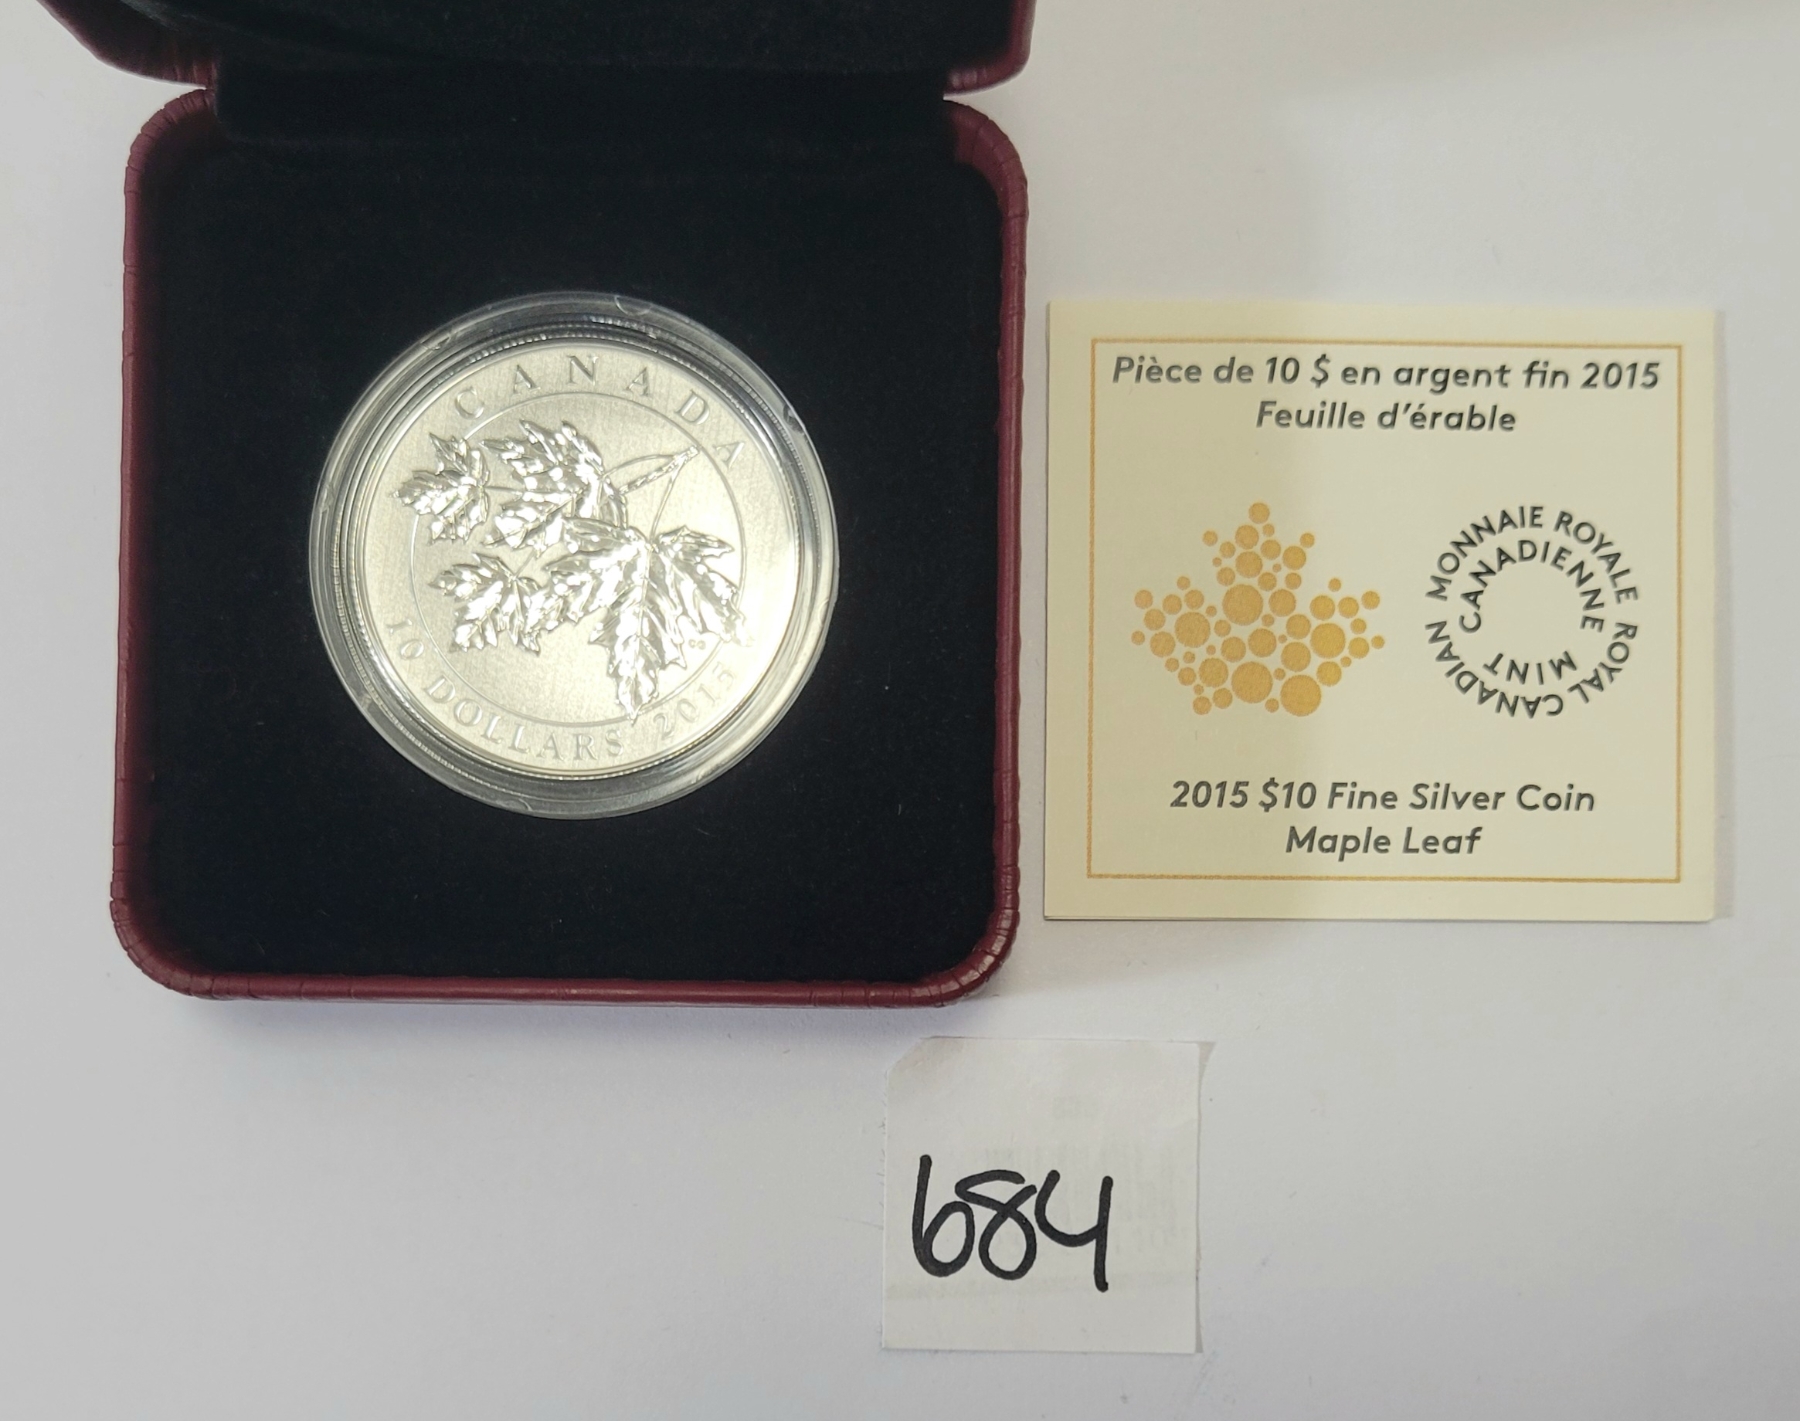 CANADA
10 DOLLARS 2015
Pièce de 10 $ en argent fin 2015
Feuille d'érable
MONNAIE ROYALE CANADIENNE
ROYAL CANADIAN MINT
2015 $10 Fine Silver Coin
Maple Leaf
684